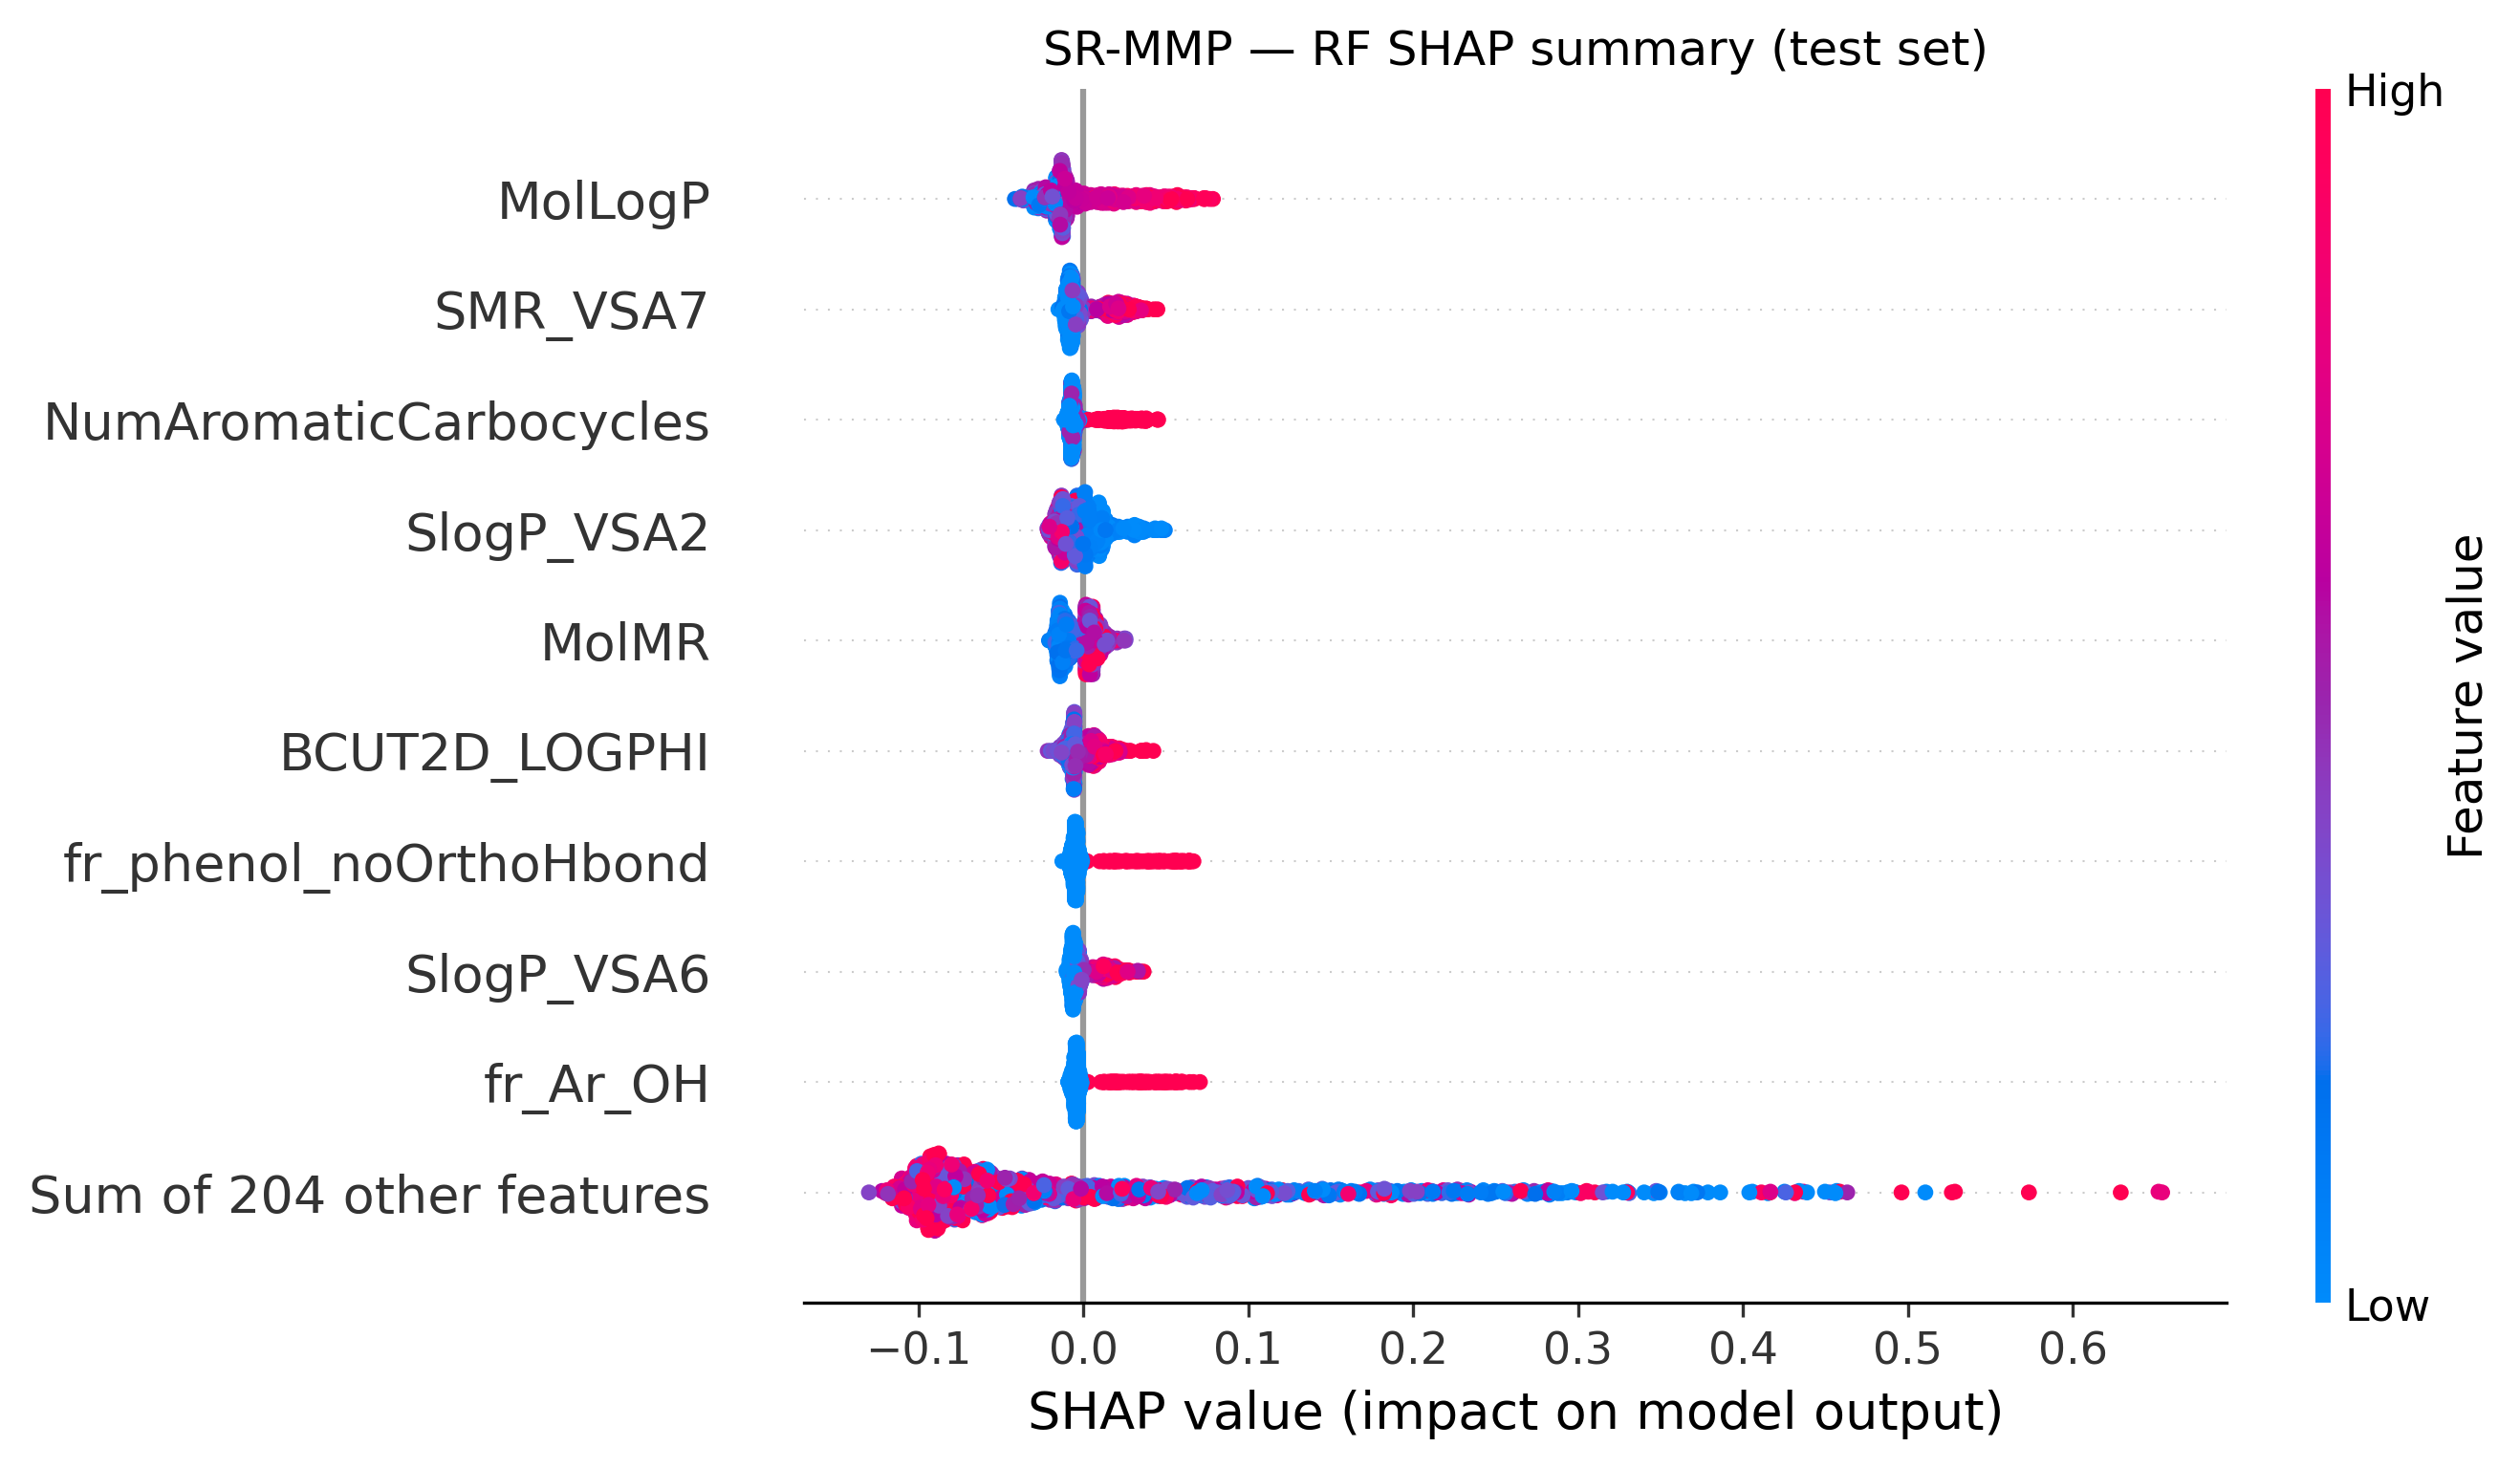 SR-MMP — RF SHAP summary (test set)
High
MolLogP
SMR_VSA7
NumAromaticCarbocycles
SlogP_VSA2
MolMR
BCUT2D_LOGPHI
fr_phenol_noOrthoHbond
SlogP_VSA6
fr_Ar_OH
Sum of 204 other features
Feature value
Low
−0.1 0.0 0.1 0.2 0.3 0.4 0.5 0.6
SHAP value (impact on model output)